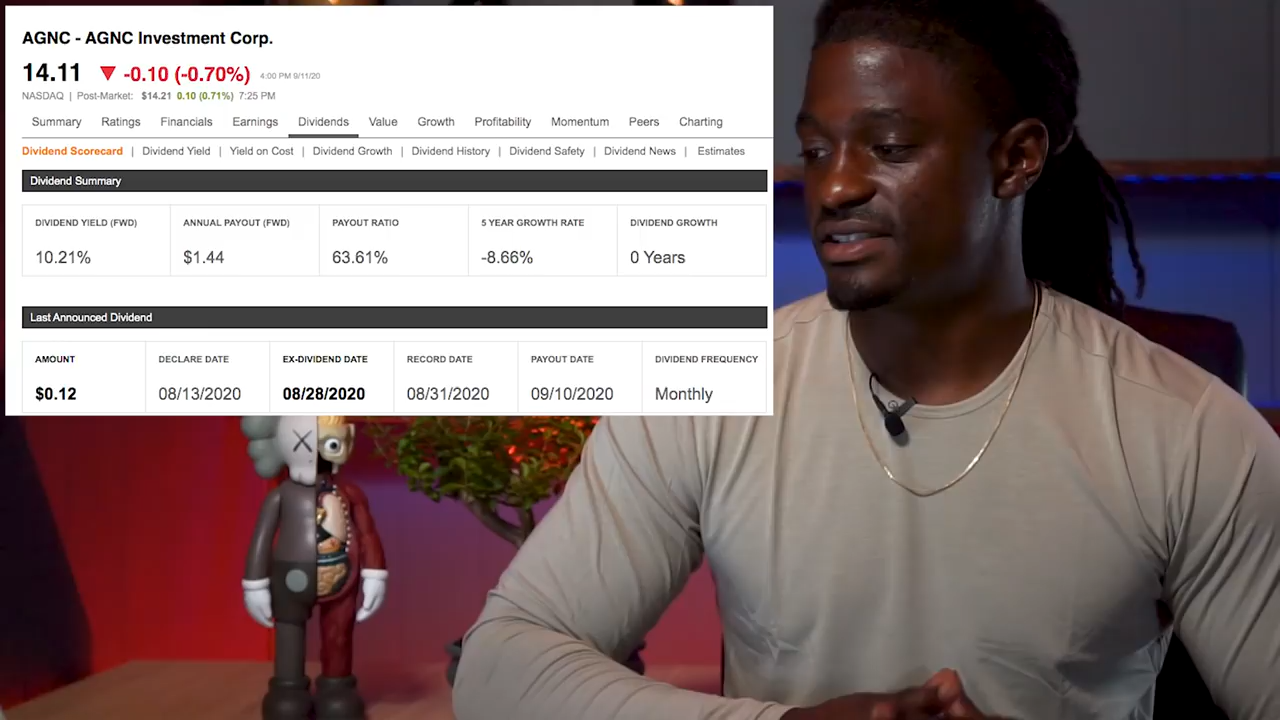 AGNC - AGNC Investment Corp.
14.11 ▼ -0.10 (-0.70%) 4:00 PM 9/11/20
NASDAQ | Post-Market: $14.21 0.10 (0.71%) 7:25 PM
Summary Ratings Financials Earnings Dividends Value Growth Profitability Momentum Peers Charting
Dividend Scorecard | Dividend Yield | Yield on Cost | Dividend Growth | Dividend History | Dividend Safety | Dividend News | Estimates
Dividend Summary
DIVIDEND YIELD (FWD) ANNUAL PAYOUT (FWD) PAYOUT RATIO 5 YEAR GROWTH RATE DIVIDEND GROWTH
10.21% $1.44 63.61% -8.66% 0 Years
Last Announced Dividend
AMOUNT DECLARE DATE EX-DIVIDEND DATE RECORD DATE PAYOUT DATE DIVIDEND FREQUENCY
$0.12 08/13/2020 08/28/2020 08/31/2020 09/10/2020 Monthly